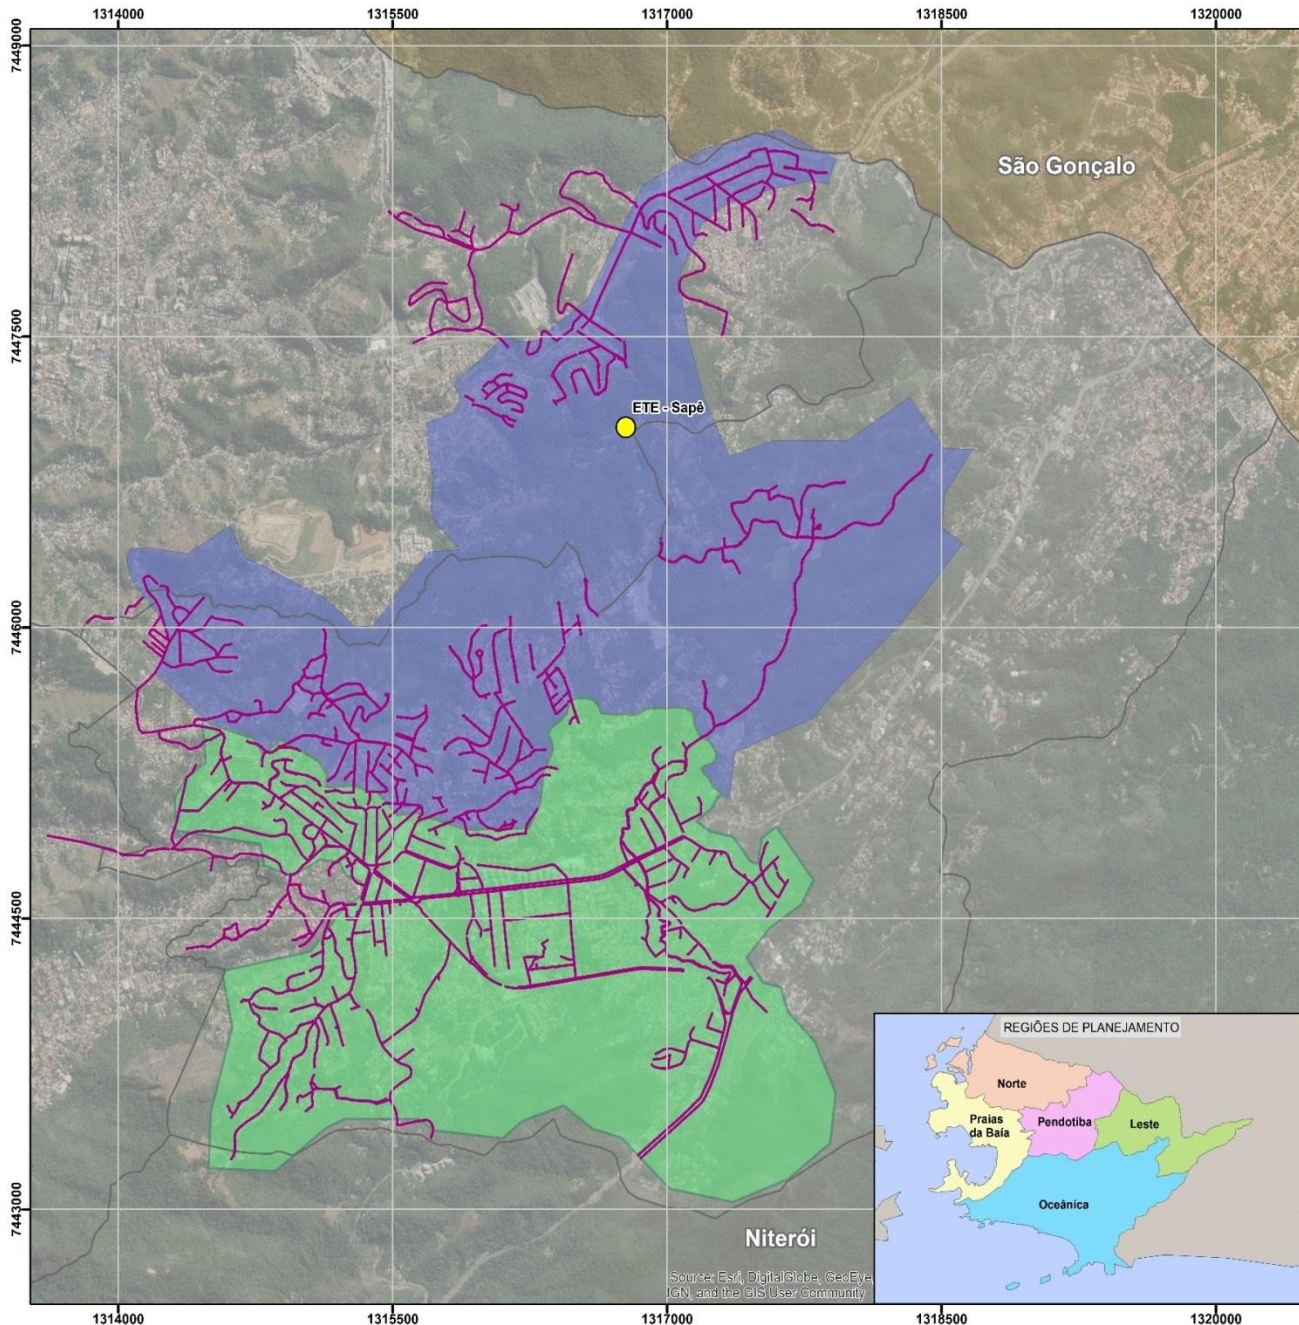 1314000
1315500
1317000
1318500
1320000
7449000
São Gonçalo
7447500
ETE - Sapê
7446000
7444500
REGIÕES DE PLANEJAMENTO
Norte
Praias
da Baía
Pendotiba
Leste
Oceânica
7443000
Niterói
Source: Esri, DigitalGlobe, GeoEye,
IGN, and the GIS User Community
1314000
1315500
1317000
1318500
1320000